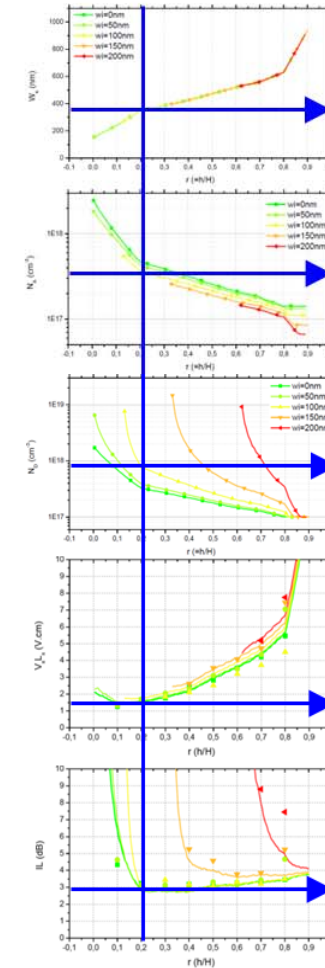 wi=0nm
wi=50nm
wi=100nm
wi=150nm
wi=200nm
1000
800
600
400
200
0
W (nm)
-0,1 0,0 0,1 0,2 0,3 0,4 0,5 0,6 0,7 0,8 0,9
r (=h/H)
wi=0nm
wi=50nm
wi=100nm
wi=150nm
wi=200nm
1E18
1E17
-0,1 0,0 0,1 0,2 0,3 0,4 0,5 0,6 0,7 0,8 0,9
r (=h/H)
wi=0nm
wi=50nm
wi=100nm
wi=150nm
wi=200nm
1E19
1E18
1E17
-0,1 0,0 0,1 0,2 0,3 0,4 0,5 0,6 0,7 0,8 0,9
r (=h/H)
10
9
8
7
6
5
4
3
2
1
0
(V.cm)
-0,1 0,0 0,1 0,2 0,3 0,4 0,5 0,6 0,7 0,8 0,9
r (h/H)
10
9
8
7
6
5
4
3
2
1
0
IL (dB)
-0,1 0,0 0,1 0,2 0,3 0,4 0,5 0,6 0,7 0,8 0,9
r (h/H)